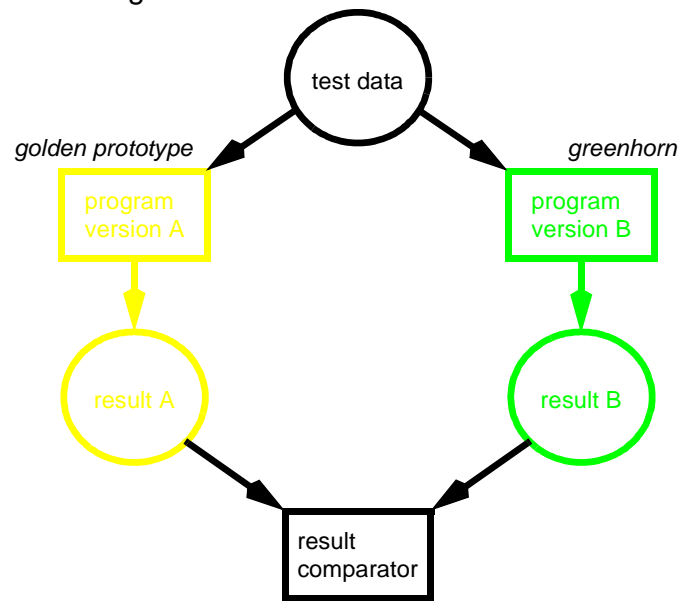 test data
golden prototype
greenhorn
program
version A
program
version B
result A
result B
result
comparator